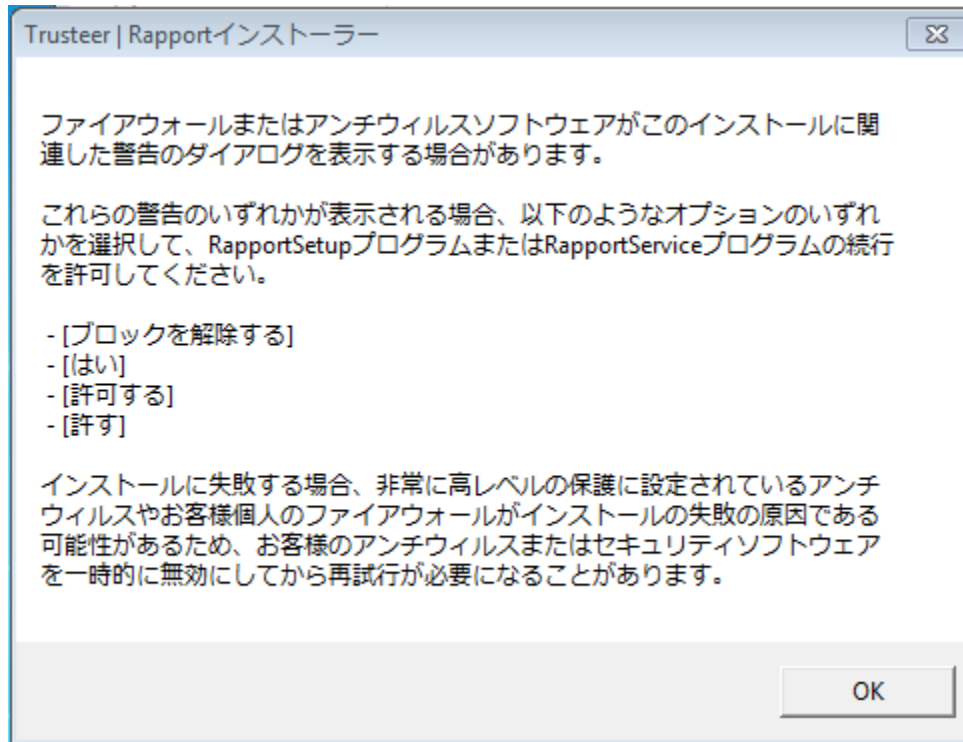 Trusteer | Rapportインストーラー
ファイアウォールまたはアンチウィルスソフトウェアがこのインストールに関
連した警告のダイアログを表示する場合があります。
これらの警告のいずれかが表示される場合、以下のようなオプションのいずれ
かを選択して、RapportSetupプログラムまたはRapportServiceプログラムの続行
を許可してください。
- [ブロックを解除する]
- [はい]
- [許可する]
- [許す]
インストールに失敗する場合、非常に高レベルの保護に設定されているアンチ
ウィルスやお客様個人のファイアウォールがインストールの失敗の原因である
可能性があるため、お客様のアンチウィルスまたはセキュリティソフトウェア
を一時的に無効にしてから再試行が必要になることがあります。
OK